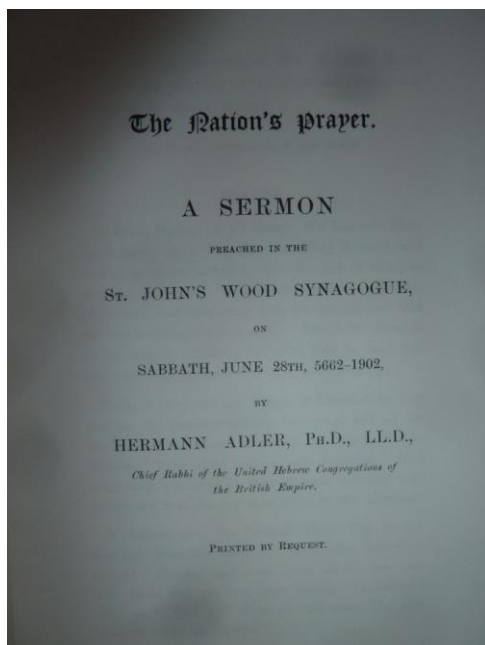 The Nation's Prayer.
A SERMON
PREACHED IN THE
ST. JOHN'S WOOD SYNAGOGUE,
ON
SABBATH, JUNE 28TH, 5662–1902,
BY
HERMANN ADLER, PH.D., LL.D.,
Chief Rabbi of the United Hebrew Congregations of
the British Empire.
PRINTED BY REQUEST.